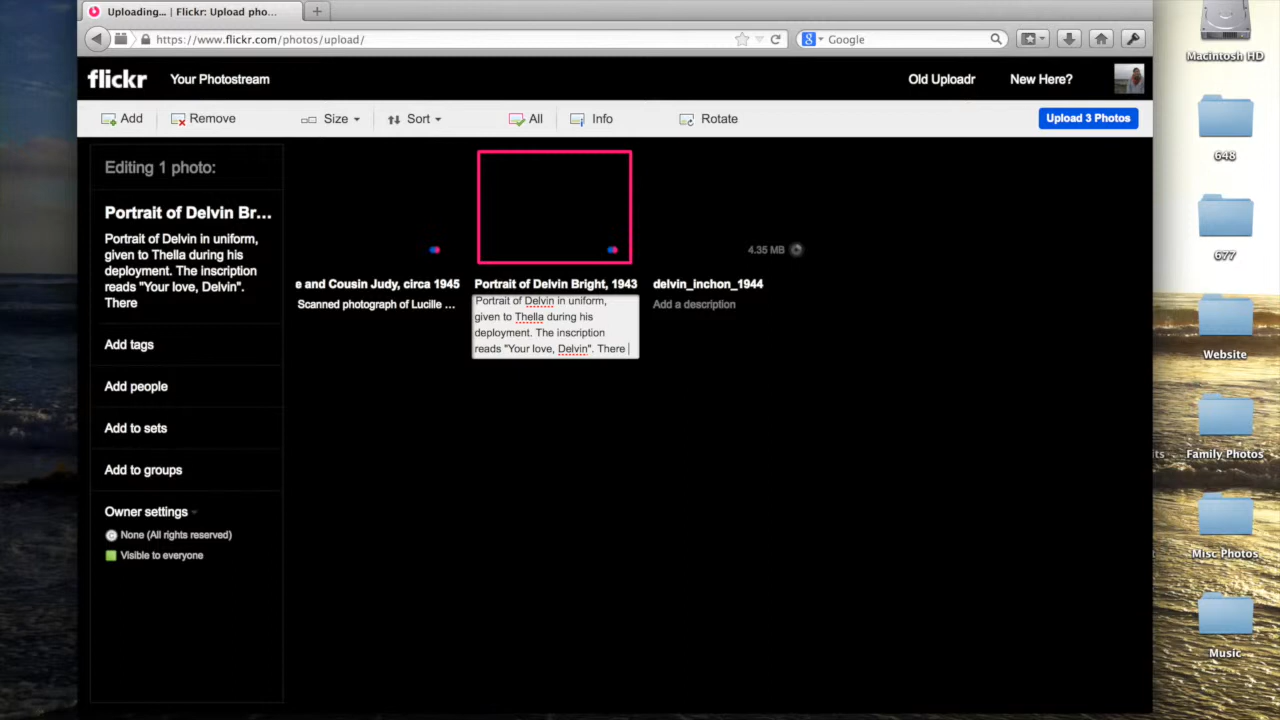 Uploading... | Flickr: Upload pho...
https://www.flickr.com/photos/upload/
Google
flickr
Your Photostream
Old Uploadr
New Here?
Add
Remove
Size
Sort
All
Info
Rotate
Upload 3 Photos
Editing 1 photo:
Portrait of Delvin Br...
Portrait of Delvin in uniform,
given to Thella during his
deployment. The inscription
reads "Your love, Delvin".
There
Add tags
Add people
Add to sets
Add to groups
Owner settings
None (All rights reserved)
Visible to everyone
e and Cousin Judy, circa 1945
Scanned photograph of Lucille ...
Portrait of Delvin Bright, 1943
Portrait of Delvin in uniform,
given to Thella during his
deployment. The inscription
reads "Your love, Delvin". There
4.35 MB
delvin_inchon_1944
Add a description
Macintosh HD
648
677
Website
ts
Family Photos
Misc Photos
Music